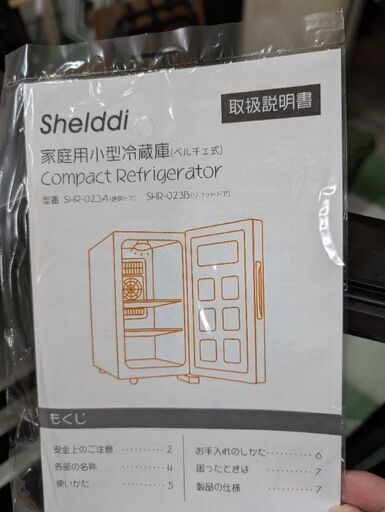 取扱説明書
Shelddi
家庭用小型冷蔵庫(ペルチェ式)
Compact Refrigerator
型番 SHR-023A(透明ドア) SHR-023B(ソリッドドア)
もくじ
安全上のご注意 ·········· 2
各部の名称 ·········· 4
使いかた ·········· 5
お手入れのしかた ·········· 6
困ったときは ·········· 7
製品の仕様 ·········· 7